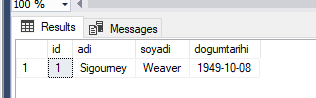 100 %
Results Messages
id adi soyadi dogumtarihi
1 1 Sigourney Weaver 1949-10-08